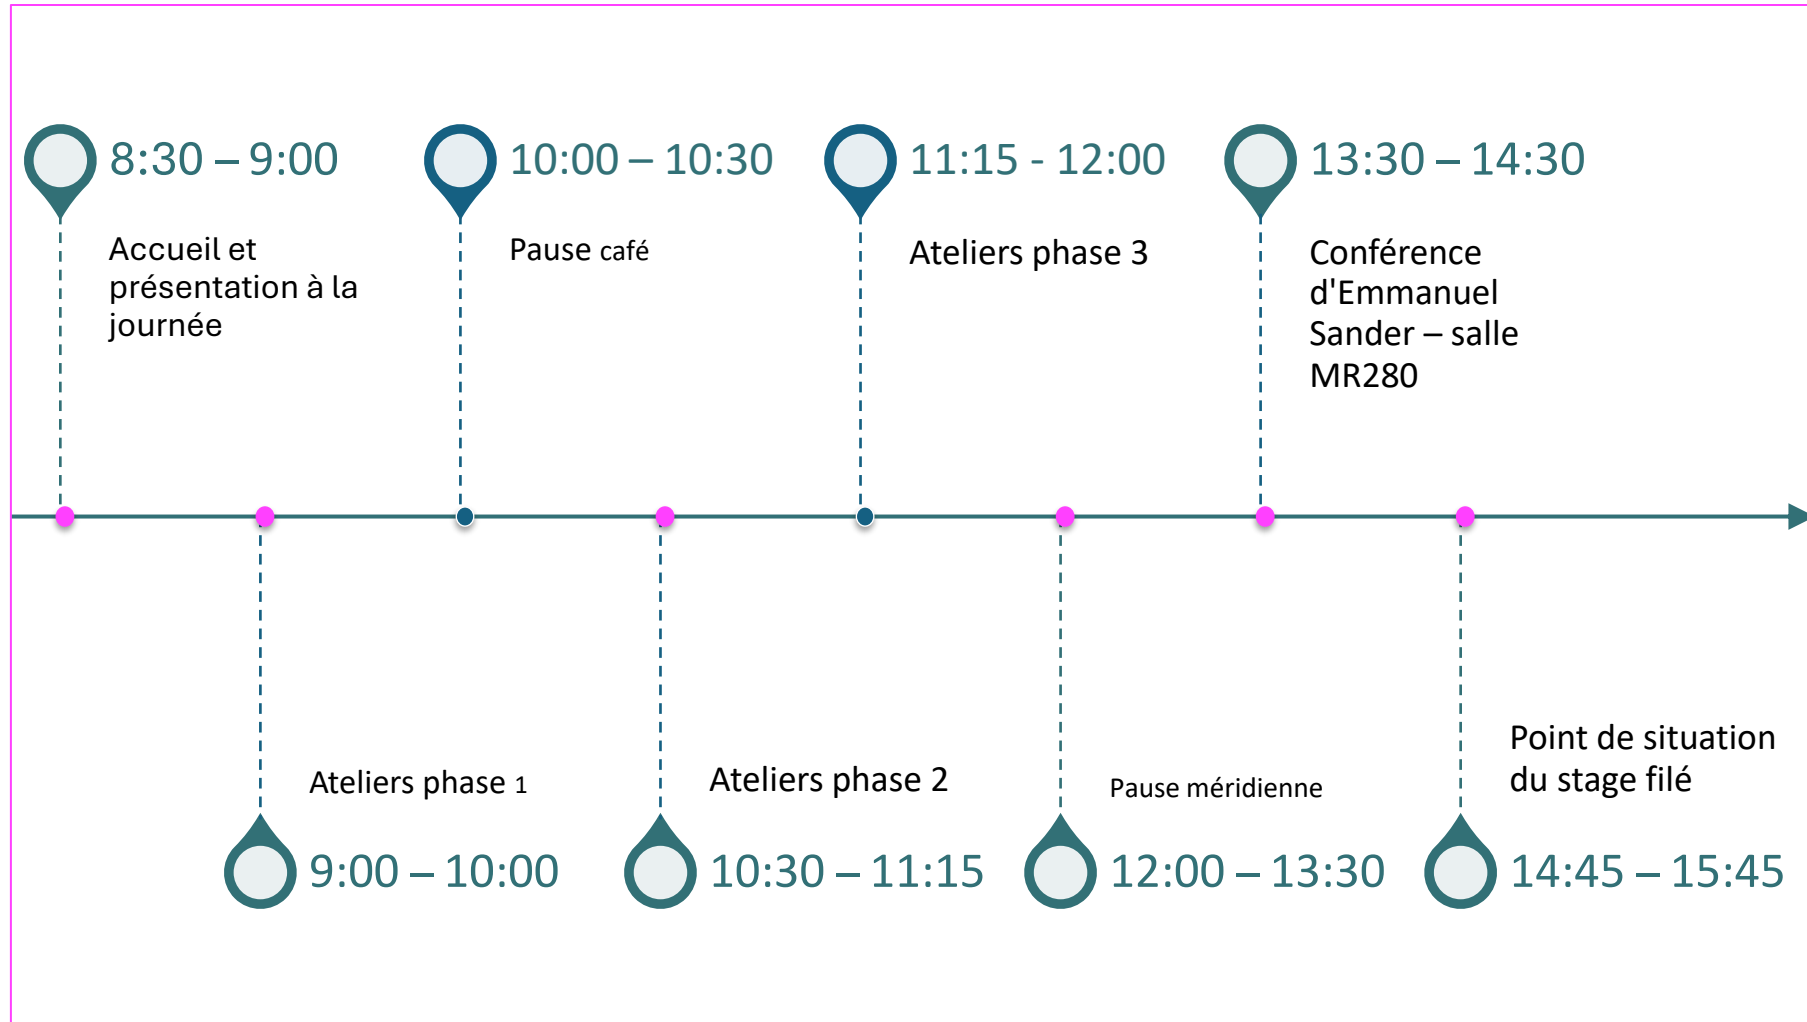 8:30 – 9:00
Accueil et
présentation à la
journée
10:00 – 10:30
Pause café
11:15 - 12:00
Ateliers phase 3
13:30 – 14:30
Conférence
d'Emmanuel
Sander – salle
MR280
Ateliers phase 1
9:00 – 10:00
Ateliers phase 2
10:30 – 11:15
Pause méridienne
12:00 – 13:30
Point de situation
du stage filé
14:45 – 15:45